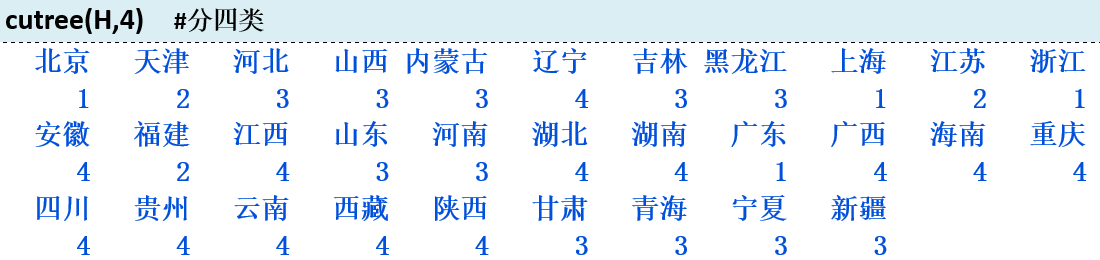 cutree(H,4) #分四类
北京 天津 河北 山西 内蒙古 辽宁 吉林 黑龙江 上海 江苏 浙江
1 2 3 3 3 4 3 3 1 2 1
安徽 福建 江西 山东 河南 湖北 湖南 广东 广西 海南 重庆
4 2 4 3 3 4 4 1 4 4 4
四川 贵州 云南 西藏 陕西 甘肃 青海 宁夏 新疆
4 4 4 4 4 3 3 3 3